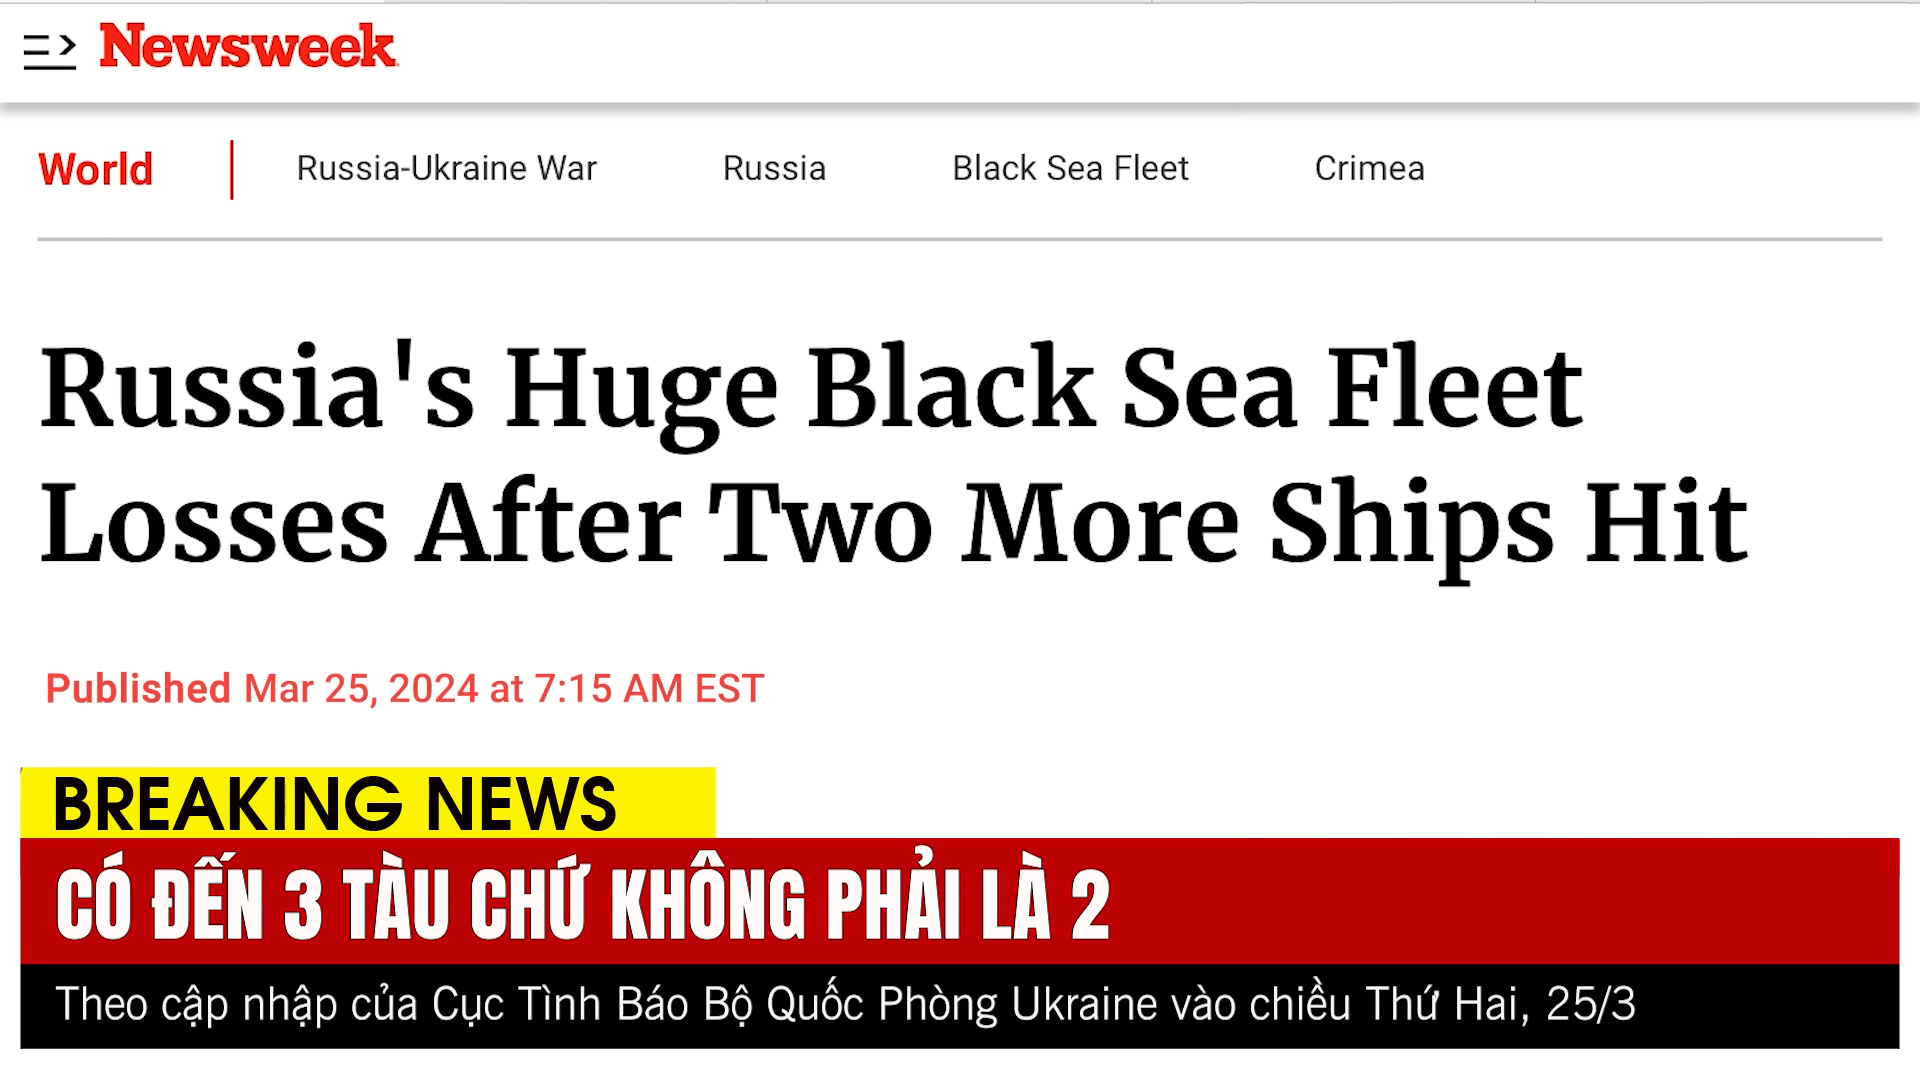 Newsweek
World Russia-Ukraine War Russia Black Sea Fleet Crimea
Russia's Huge Black Sea Fleet
Losses After Two More Ships Hit
Published Mar 25, 2024 at 7:15 AM EST
BREAKING NEWS
CÓ ĐẾN 3 TÀU CHỨ KHÔNG PHẢI LÀ 2
Theo cập nhập của Cục Tình Báo Bộ Quốc Phòng Ukraine vào chiều Thứ Hai, 25/3